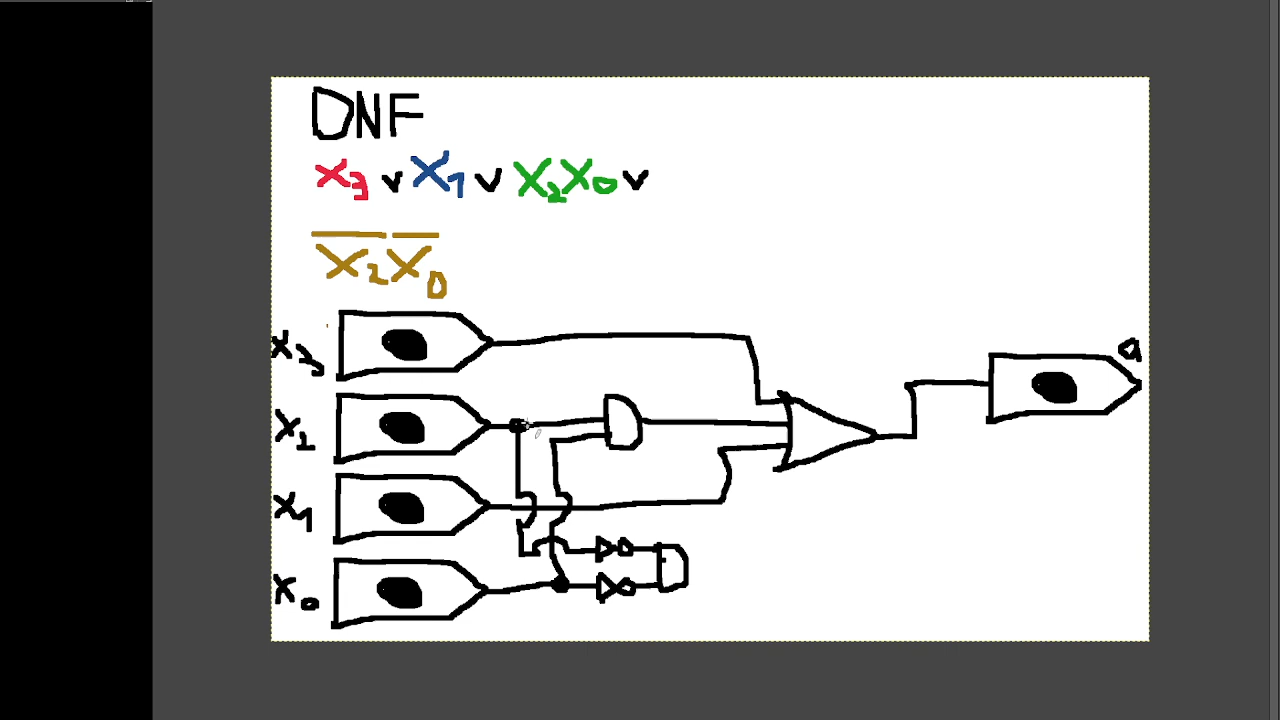 DNF
X₃ v X₁ v X₂X₀ v
X̅₂X̅₀
X₃
a
X₂
X₁
X₀